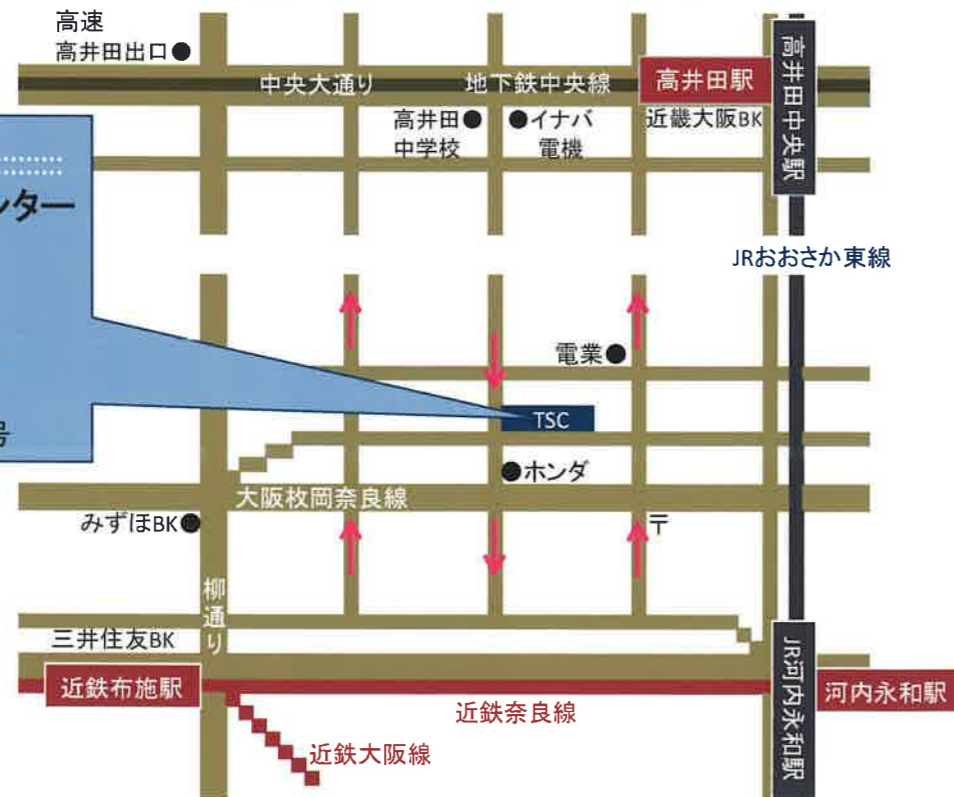 高速
高井田出口
中央大通り
地下鉄中央線
高井田駅
高井田中央駅
高井田
中学校
イナバ
電機
近畿大阪BK
ンター
JRおおさか東線
電業
TSC
号
ホンダ
大阪枚岡奈良線
みずほBK
〒
柳通り
三井住友BK
近鉄布施駅
近鉄奈良線
JR河内永和駅
河内永和駅
近鉄大阪線